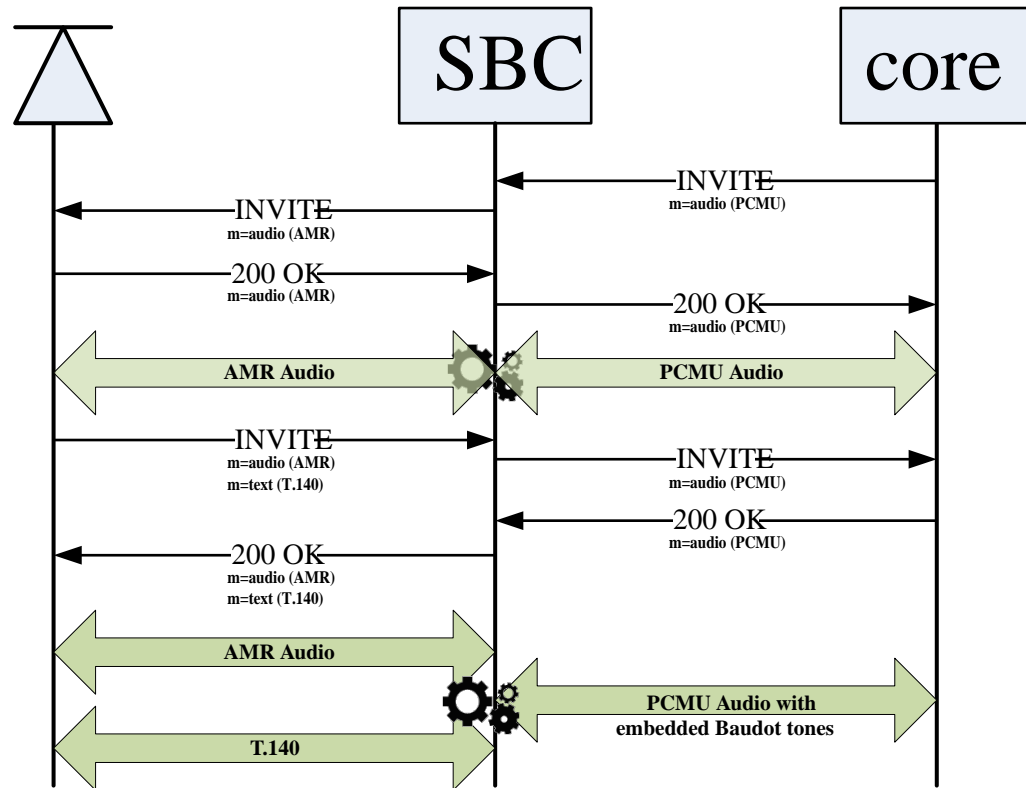 SBC
core
INVITE
m=audio (PCMU)
INVITE
m=audio (AMR)
200 OK
m=audio (AMR)
200 OK
m=audio (PCMU)
AMR Audio
PCMU Audio
INVITE
m=audio (AMR)
m=text (T.140)
INVITE
m=audio (PCMU)
200 OK
m=audio (PCMU)
200 OK
m=audio (AMR)
m=text (T.140)
AMR Audio
PCMU Audio with
embedded Baudot tones
T.140